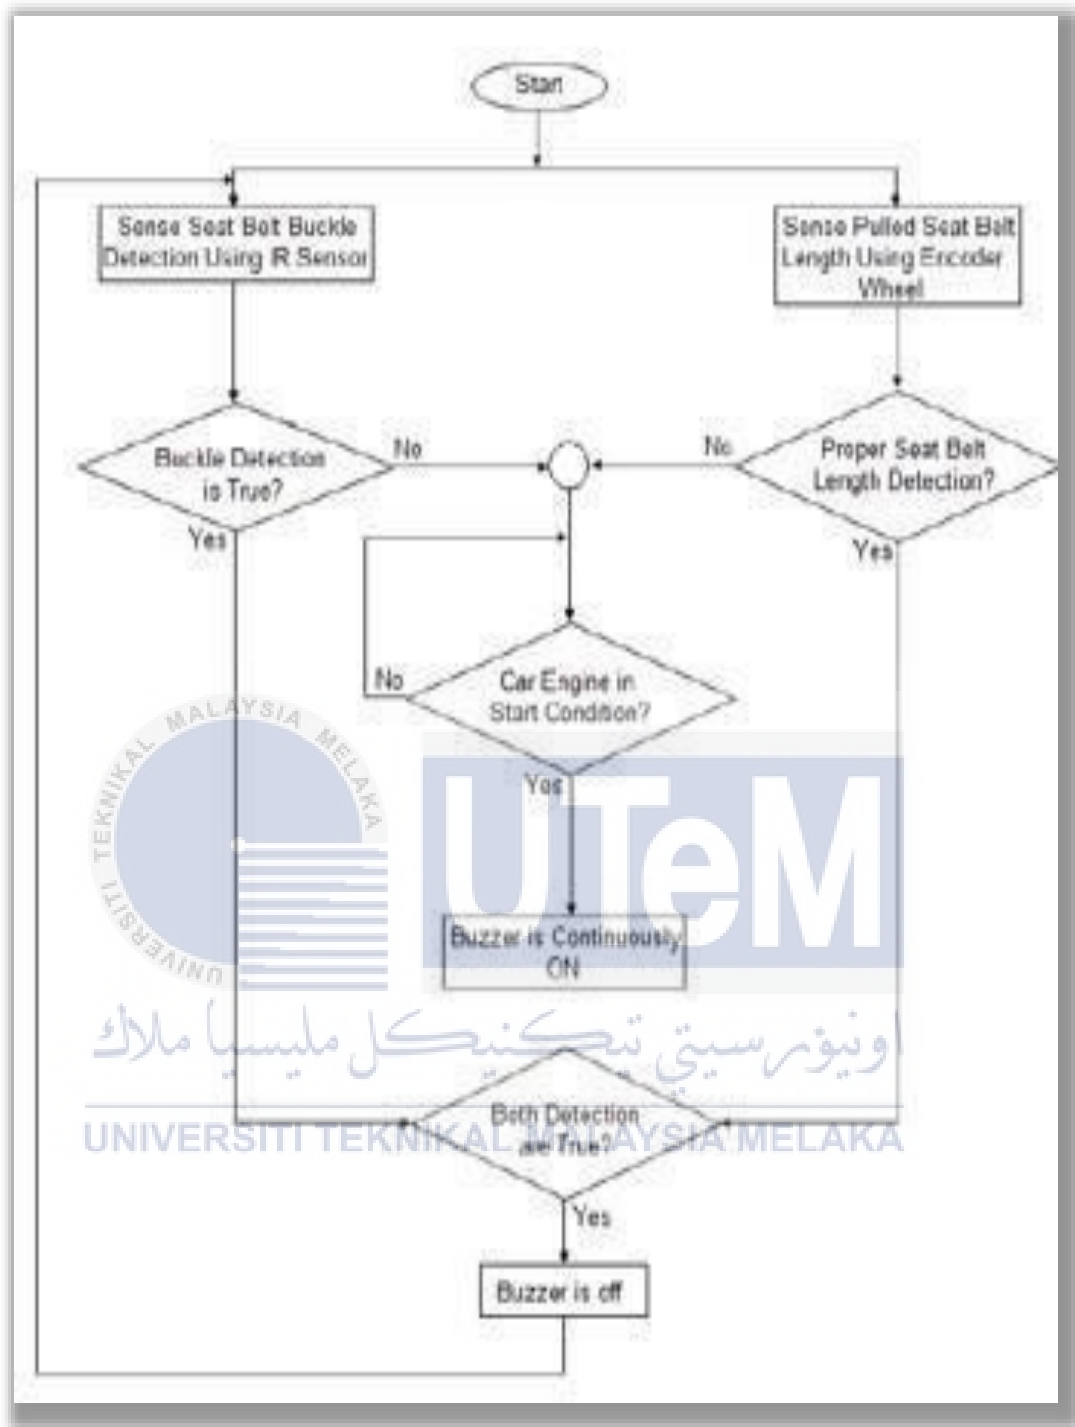 Start
Sense Seat Belt Buckle
Detection Using IR Sensor
Sense Pulled Seat Belt
Length Using Encoder
Wheel
Buckle Detection
is True?
No
Yes
No
Proper Seat Belt
Length Detection?
Yes
Car Engine in
Start Condition?
No
Yes
UNIVERSITI TEKNIKAL MALAYSIA MELAKA
UTeM
Buzzer is Continuously
ON
اونيۏرسيتي تيكنيكل مليسيا ملاك
Both Detection
are True?
UNIVERSITI TEKNIKAL MALAYSIA MELAKA
Yes
Buzzer is off